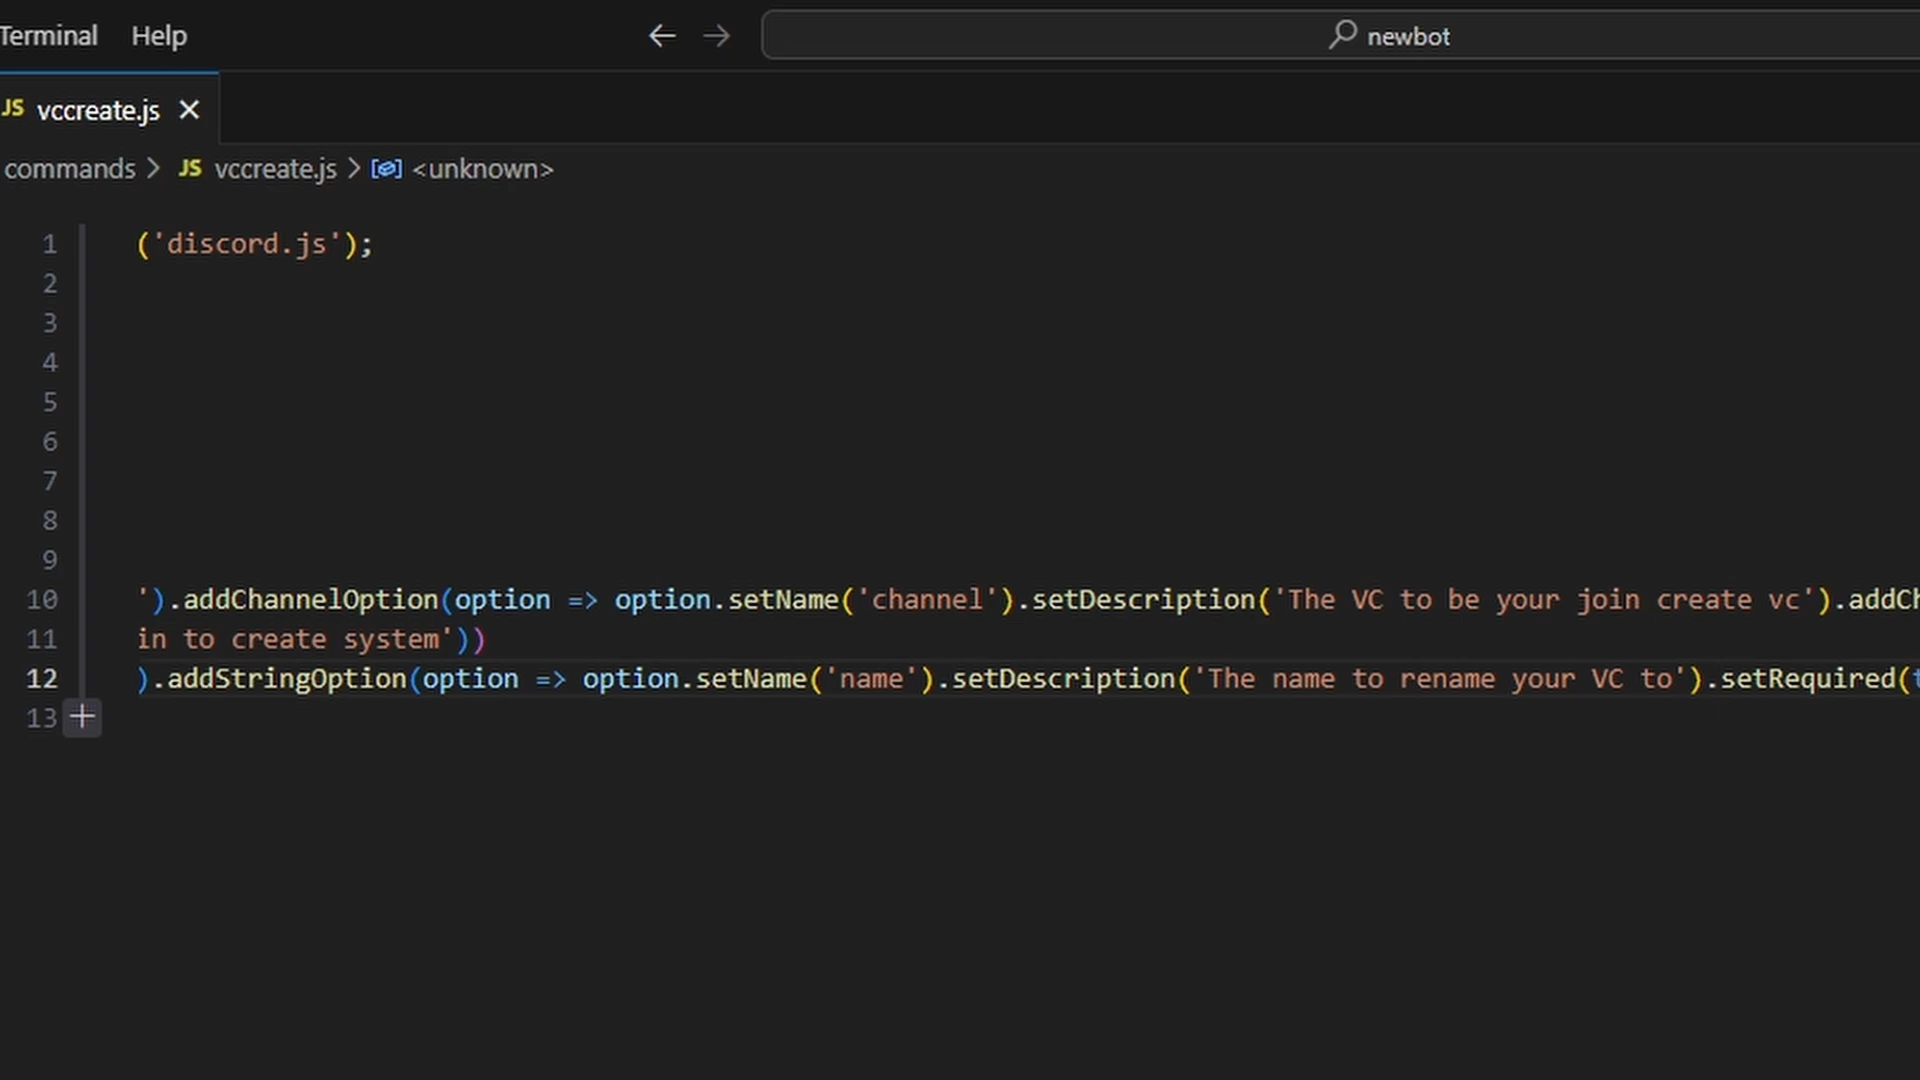 Terminal Help newbot
JS vccreate.js
commands > JS vccreate.js > <unknown>
1 ('discord.js');
2
3
4
5
6
7
8
9
10 ').addChannelOption(option => option.setName('channel').setDescription('The VC to be your join create vc').addCh
11 in to create system'))
12 ).addStringOption(option => option.setName('name').setDescription('The name to rename your VC to').setRequired(t
13